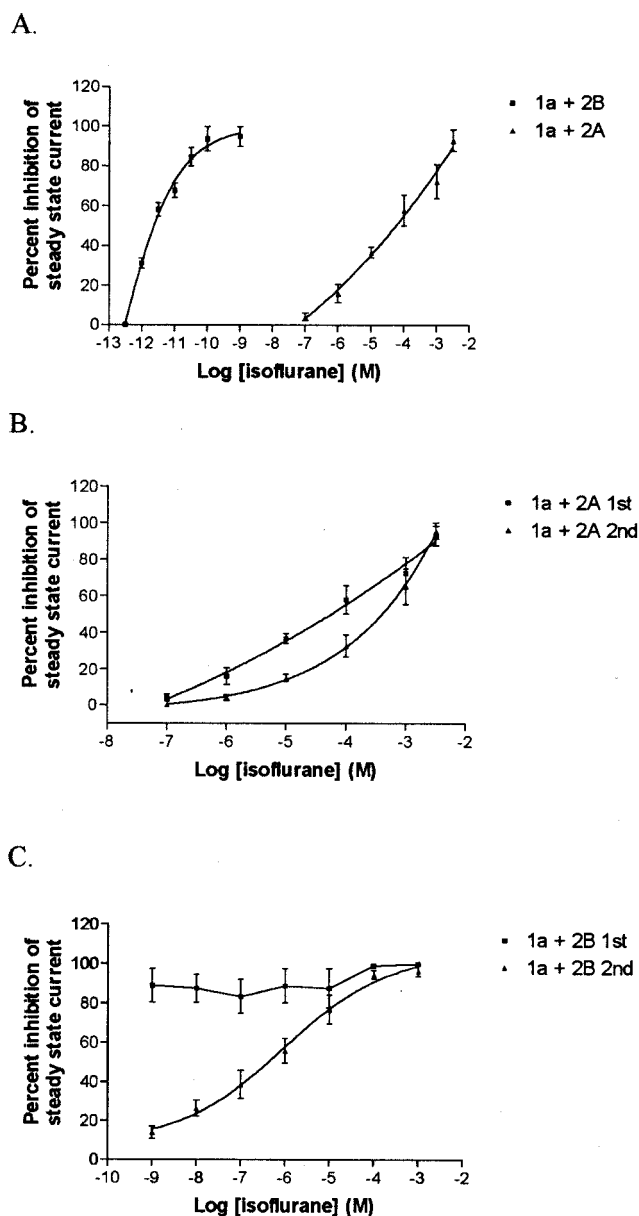 A.
Percent inhibition of
steady state current
120
100
80
60
40
20
0
-13 -12 -11 -10 -9 -8 -7 -6 -5 -4 -3 -2
Log [isoflurane] (M)
1a + 2B
1a + 2A
B.
Percent inhibition of
steady state current
120
100
80
60
40
20
0
-8 -7 -6 -5 -4 -3 -2
Log [isoflurane] (M)
1a + 2A 1st
1a + 2A 2nd
C.
Percent inhibition of
steady state current
120
100
80
60
40
20
0
-10 -9 -8 -7 -6 -5 -4 -3 -2
Log [isoflurane] (M)
1a + 2B 1st
1a + 2B 2nd